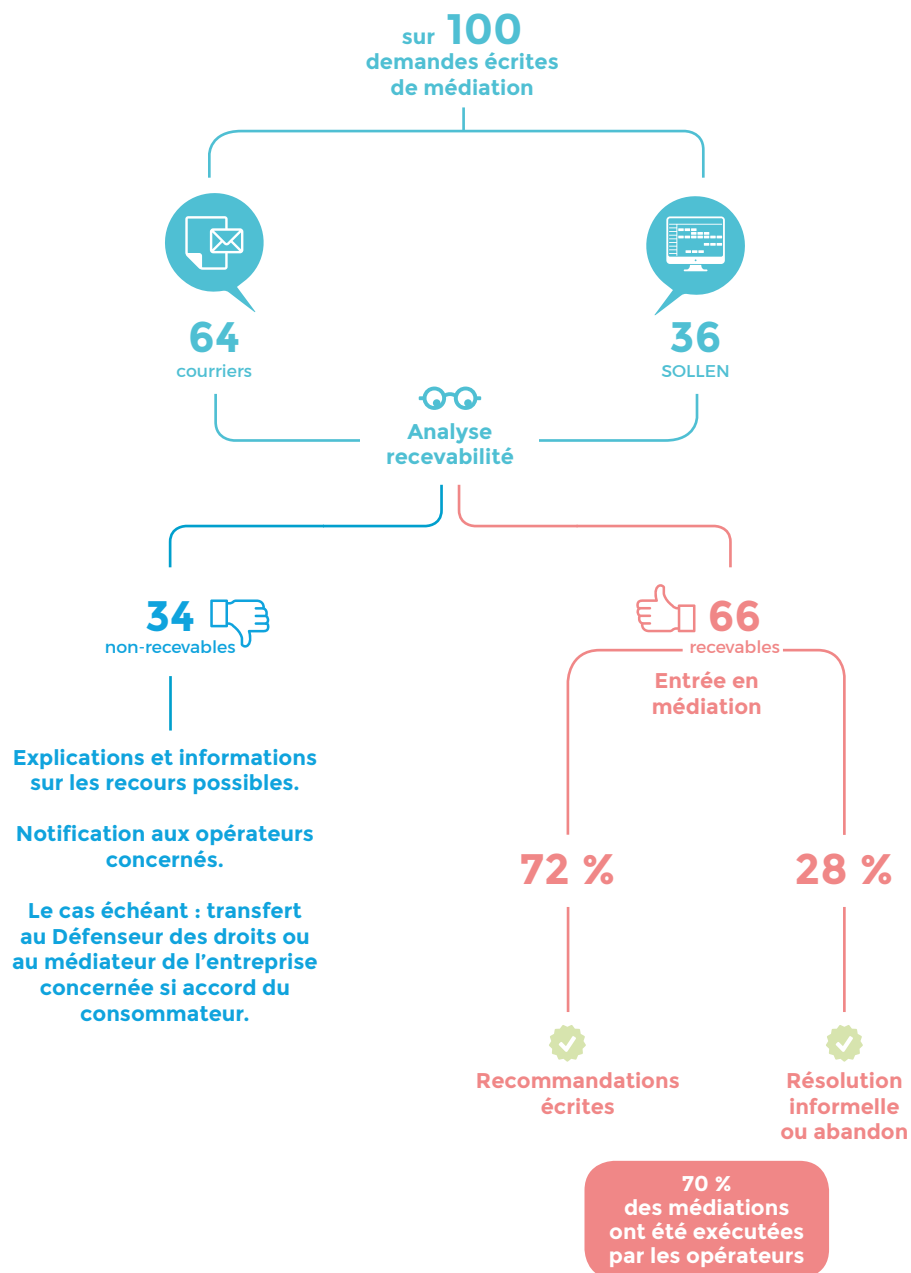 sur 100
demandes écrites
de médiation
64
courriers
36
SOLLEN
Analyse
recevabilité
34
non-recevables
66
recevables
Entrée en
médiation
Explications et informations
sur les recours possibles.
Notification aux opérateurs
concernés.
Le cas échéant : transfert
au Défenseur des droits ou
au médiateur de l’entreprise
concernée si accord du
consommateur.
72 %
28 %
Recommandations
écrites
Résolution
informelle
ou abandon
70 %
des médiations
ont été exécutées
par les opérateurs